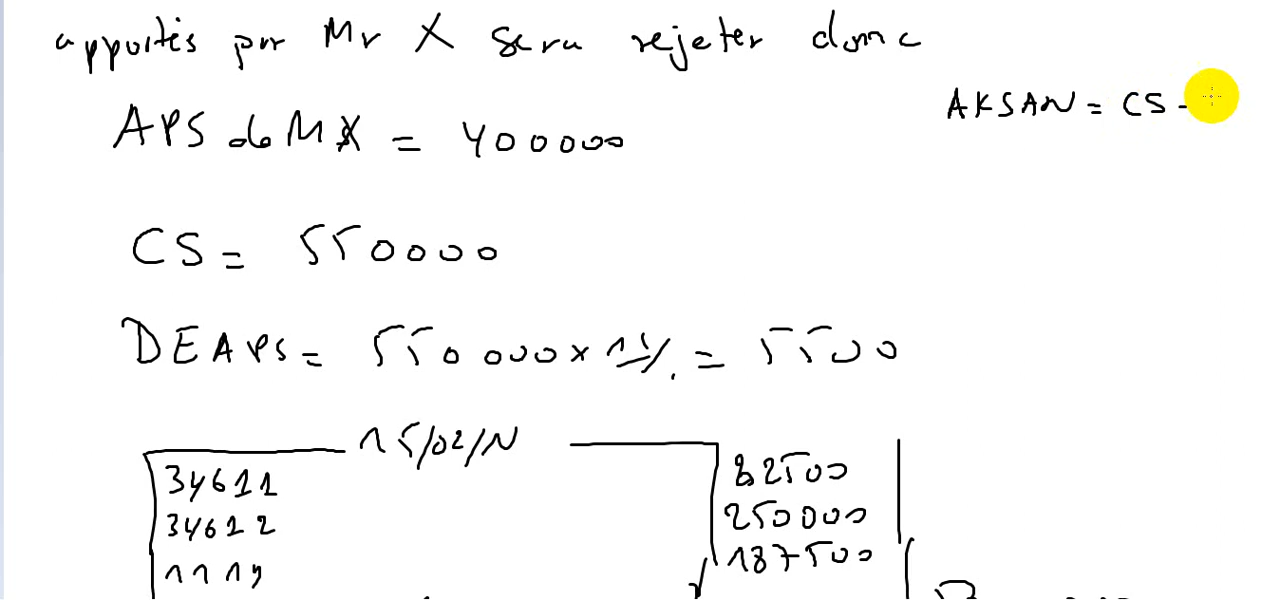 apportés par Mr X sera rejeter donc
AKSAN = CS -
APS de M X = 400000
CS = 550000
DEAPS = 550000 x 1%. = 5500
15/02/N
34611 82500
34612 250000
1119 187500